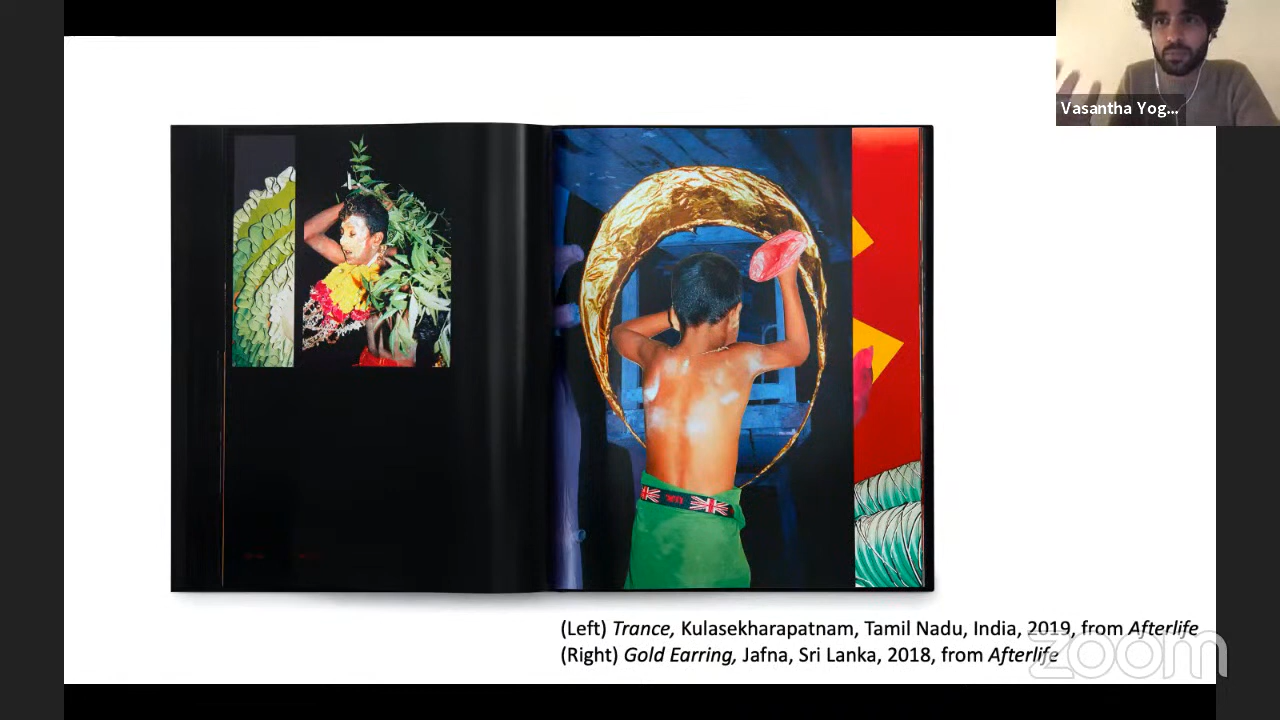 Vasantha Yog...
(Left) Trance, Kulasekharapatnam, Tamil Nadu, India, 2019, from Afterlife
(Right) Gold Earring, Jafna, Sri Lanka, 2018, from Afterlife
zoom